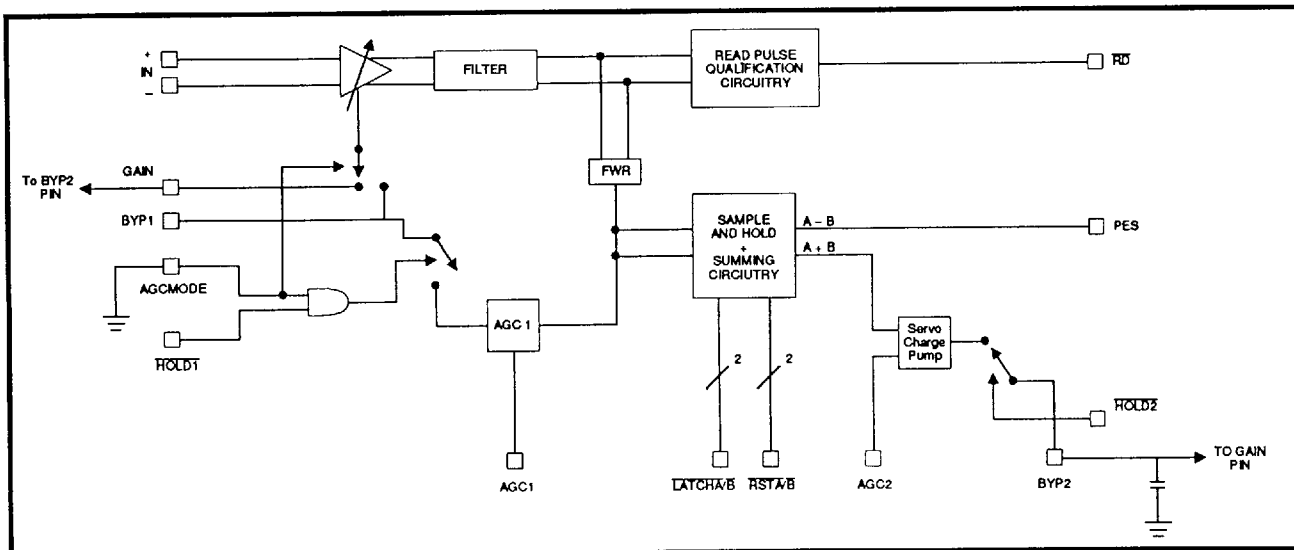 +
IN
−
FILTER
READ PULSE
QUALIFICATION
CIRCUITRY
RD
To BYP2
PIN
GAIN
BYP1
AGCMODE
HOLD1
FWR
SAMPLE
AND HOLD
+
SUMMING
CIRCIUTRY
A − B
A + B
PES
AGC 1
Servo
Charge
Pump
2
2
HOLD2
AGC1
LATCHA/B
RSTA/B
AGC2
BYP2
TO GAIN
PIN